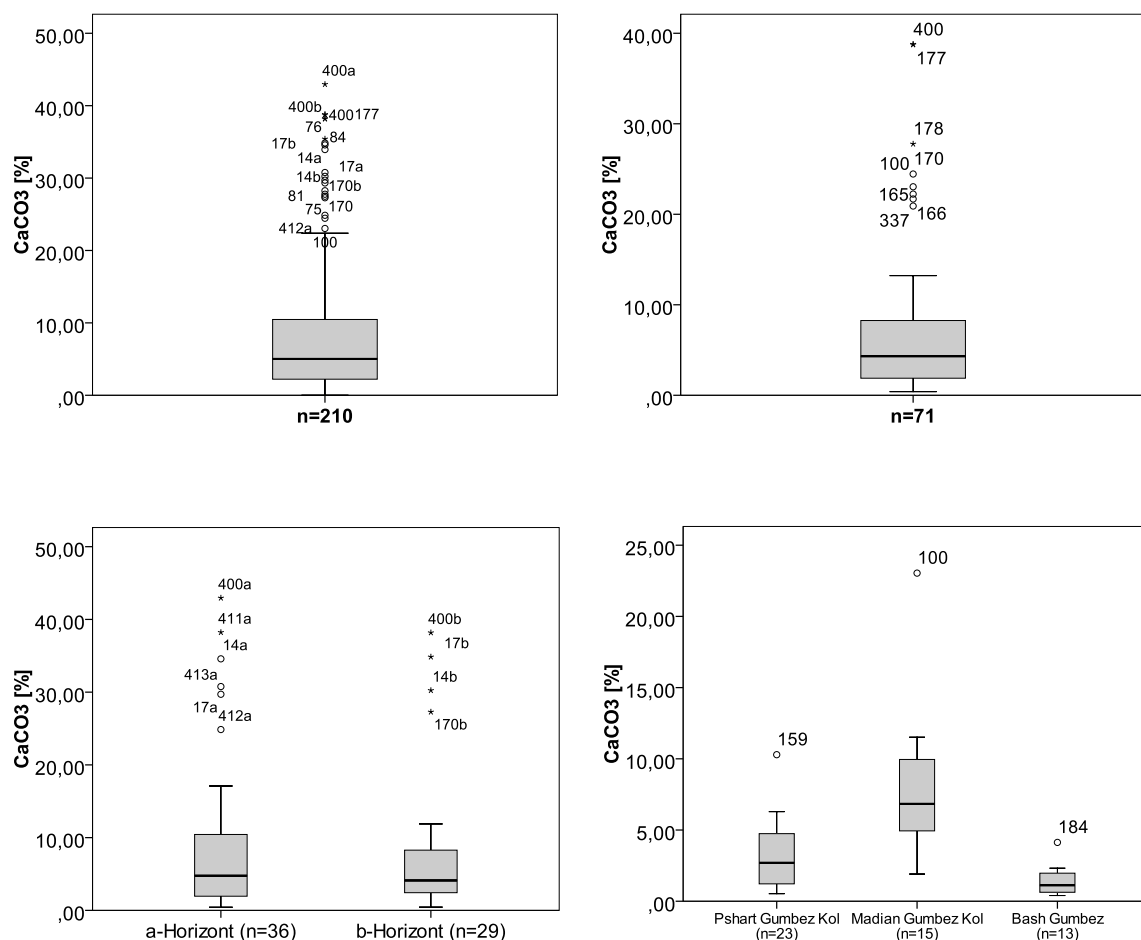 50,00
40,00
30,00
20,00
10,00
,00
CaCO3 [%]
400a
400b
400 177
76
84
17b
14a
17a
14b
170b
81
170
75
412a
100
n=210
40,00
30,00
20,00
10,00
,00
CaCO3 [%]
400
177
178
100 170
165
337 166
n=71
50,00
40,00
30,00
20,00
10,00
,00
CaCO3 [%]
400a
411a
14a
413a
17a
412a
400b
17b
14b
170b
a-Horizont (n=36)
b-Horizont (n=29)
25,00
20,00
15,00
10,00
5,00
,00
CaCO3 [%]
159
100
184
Pshart Gumbez Kol
(n=23)
Madian Gumbez Kol
(n=15)
Bash Gumbez
(n=13)